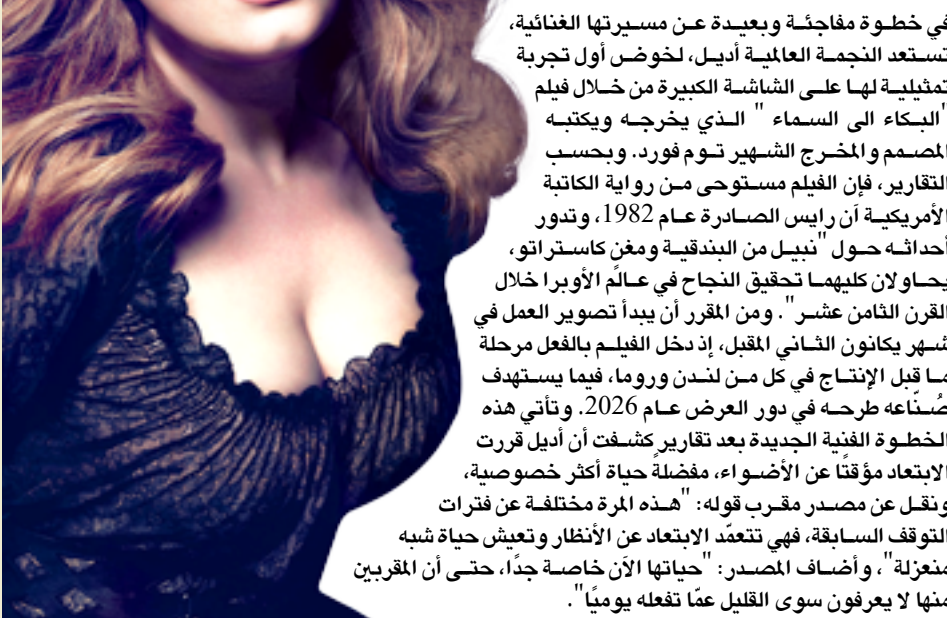 في خطوة مفاجئة وبعيدة عن مسيرتها الغنائية،
تستعد النجمة العالمية أديل، لخوض أول تجربة
تمثيلية لها على الشاشة الكبيرة من خلال فيلم
"البكاء الى السماء " الذي يخرجه ويكتبه
المصمم والمخرج الشهير توم فورد. وبحسب
التقارير، فإن الفيلم مستوحى من رواية الكاتبة
الأمريكية آن رايس الصادرة عام 1982، وتدور
أحداثه حول "نبيل من البندقية ومغن كاستراتو،
يحاولان كليهما تحقيق النجاح في عالم الأوبرا خلال
القرن الثامن عشر". ومن المقرر أن يبدأ تصوير العمل في
شهر يكانون الثاني المقبل، إذ دخل الفيلم بالفعل مرحلة
ما قبل الإنتاج في كل من لندن وروما، فيما يستهدف
صُنّاعه طرحه في دور العرض عام 2026. وتأتي هذه
الخطوة الفنية الجديدة بعد تقارير كشفت أن أديل قررت
الابتعاد مؤقتًا عن الأضواء، مفضلةً حياة أكثر خصوصية،
ونقل عن مصدر مقرب قوله: "هذه المرة مختلفة عن فترات
التوقف السابقة، فهي تتعمّد الابتعاد عن الأنظار وتعيش حياة شبه
منعزلة"، وأضاف المصدر: "حياتها الآن خاصة جدًا، حتى أن المقربين
منها لا يعرفون سوى القليل عمّا تفعله يوميًا".